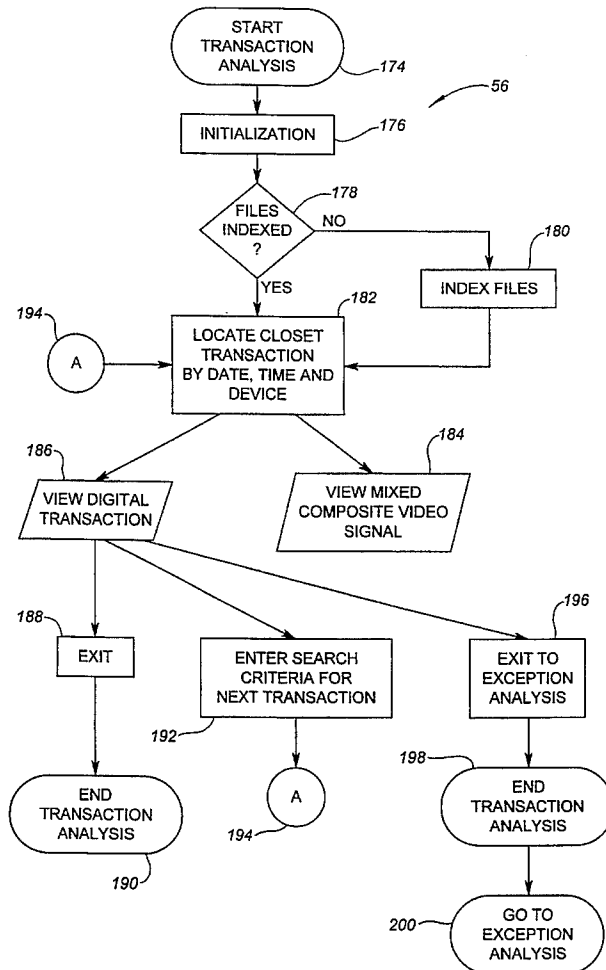 START
TRANSACTION
ANALYSIS
174
56
INITIALIZATION
176
FILES
INDEXED
?
178
NO
YES
180
INDEX FILES
182
LOCATE CLOSET
TRANSACTION
BY DATE, TIME AND
DEVICE
194
A
186
VIEW DIGITAL
TRANSACTION
184
VIEW MIXED
COMPOSITE VIDEO
SIGNAL
188
EXIT
ENTER SEARCH
CRITERIA FOR
NEXT TRANSACTION
192
196
EXIT TO
EXCEPTION
ANALYSIS
END
TRANSACTION
ANALYSIS
190
A
194
198
END
TRANSACTION
ANALYSIS
200
GO TO
EXCEPTION
ANALYSIS